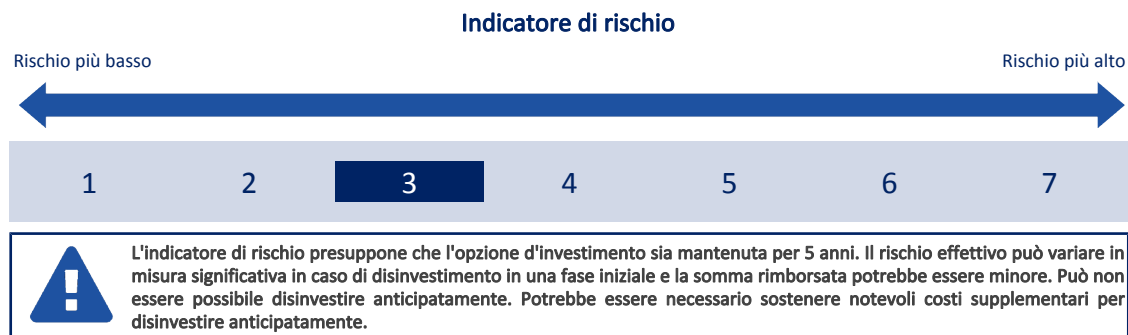 Indicatore di rischio
Rischio più basso
Rischio più alto
1 2 3 4 5 6 7
L'indicatore di rischio presuppone che l'opzione d'investimento sia mantenuta per 5 anni. Il rischio effettivo può variare in
misura significativa in caso di disinvestimento in una fase iniziale e la somma rimborsata potrebbe essere minore. Può non
essere possibile disinvestire anticipatamente. Potrebbe essere necessario sostenere notevoli costi supplementari per
disinvestire anticipatamente.